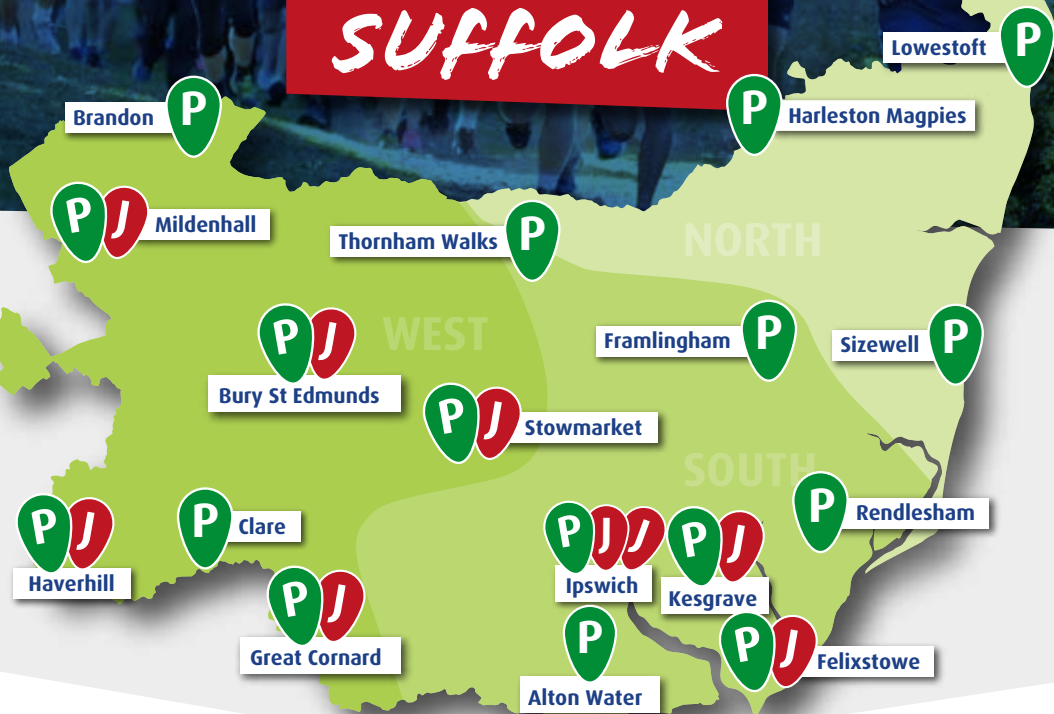 SUFFOLK
Lowestoft P
Brandon P
P Harleston Magpies
P J Mildenhall
Thornham Walks P
NORTH
WEST
P J
Bury St Edmunds
Framlingham P
Sizewell P
P J Stowmarket
SOUTH
P Rendlesham
P J
Haverhill
P Clare
P J J
Ipswich
P J
Kesgrave
P J
Great Cornard
P
Alton Water
P J Felixstowe